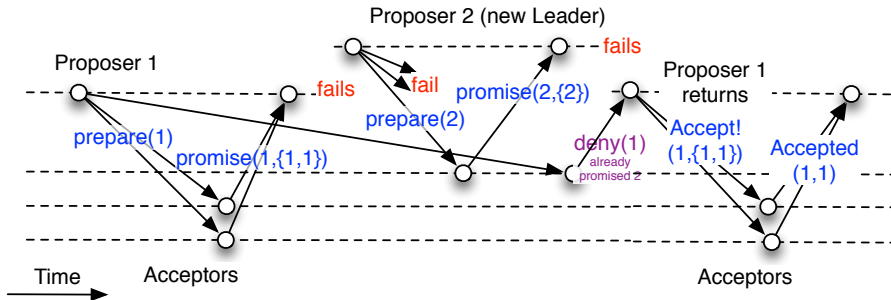 Proposer 2 (new Leader)
Proposer 1
fails
fails
fail
Proposer 1
returns
prepare(1)
promise(1,{1,1})
prepare(2)
promise(2,{2})
deny(1)
already
promised 2
Accept!
(1,{1,1})
Accepted
(1,1)
Time
Acceptors
Acceptors